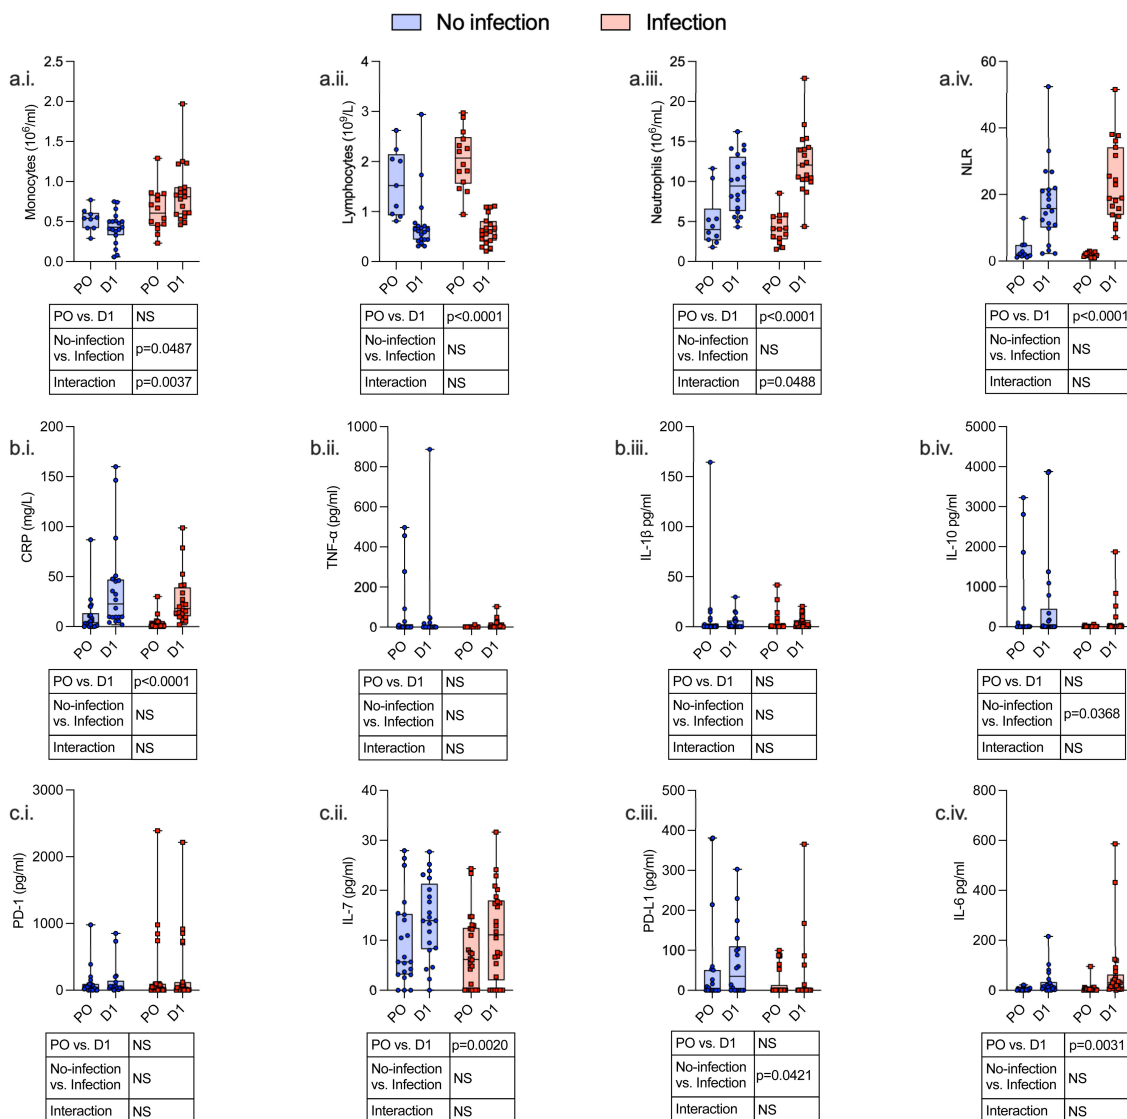 No infection Infection
a.i.
Monocytes (10⁶/ml)
2.5
2.0
1.5
1.0
0.5
0.0
PO D1 PO D1
PO vs. D1 NS
No-infection
vs. Infection p=0.0487
Interaction p=0.0037
a.ii.
Lymphocytes (10⁹/L)
4
3
2
1
0
PO D1 PO D1
PO vs. D1 p<0.0001
No-infection
vs. Infection NS
Interaction NS
a.iii.
Neutrophils (10⁶/mL)
25
20
15
10
5
0
PO D1 PO D1
PO vs. D1 p<0.0001
No-infection
vs. Infection NS
Interaction p=0.0488
a.iv.
NLR
60
40
20
0
PO D1 PO D1
PO vs. D1 p<0.0001
No-infection
vs. Infection NS
Interaction NS
b.i.
CRP (mg/L)
200
150
100
50
0
PO D1 PO D1
PO vs. D1 p<0.0001
No-infection
vs. Infection NS
Interaction NS
b.ii.
TNF-α (pg/ml)
1000
800
600
400
200
0
PO D1 PO D1
PO vs. D1 NS
No-infection
vs. Infection NS
Interaction NS
b.iii.
IL-1β pg/ml
200
150
100
50
0
PO D1 PO D1
PO vs. D1 NS
No-infection
vs. Infection NS
Interaction NS
b.iv.
IL-10 pg/ml
5000
4000
3000
2000
1000
0
PO D1 PO D1
PO vs. D1 NS
No-infection
vs. Infection p=0.0368
Interaction NS
c.i.
PD-1 (pg/ml)
3000
2000
1000
0
PO D1 PO D1
PO vs. D1 NS
No-infection
vs. Infection NS
Interaction NS
c.ii.
IL-7 (pg/ml)
40
30
20
10
0
PO D1 PO D1
PO vs. D1 p=0.0020
No-infection
vs. Infection NS
Interaction NS
c.iii.
PD-L1 (pg/ml)
500
400
300
200
100
0
PO D1 PO D1
PO vs. D1 NS
No-infection
vs. Infection p=0.0421
Interaction NS
c.iv.
IL-6 pg/ml
800
600
400
200
0
PO D1 PO D1
PO vs. D1 p=0.0031
No-infection
vs. Infection NS
Interaction NS